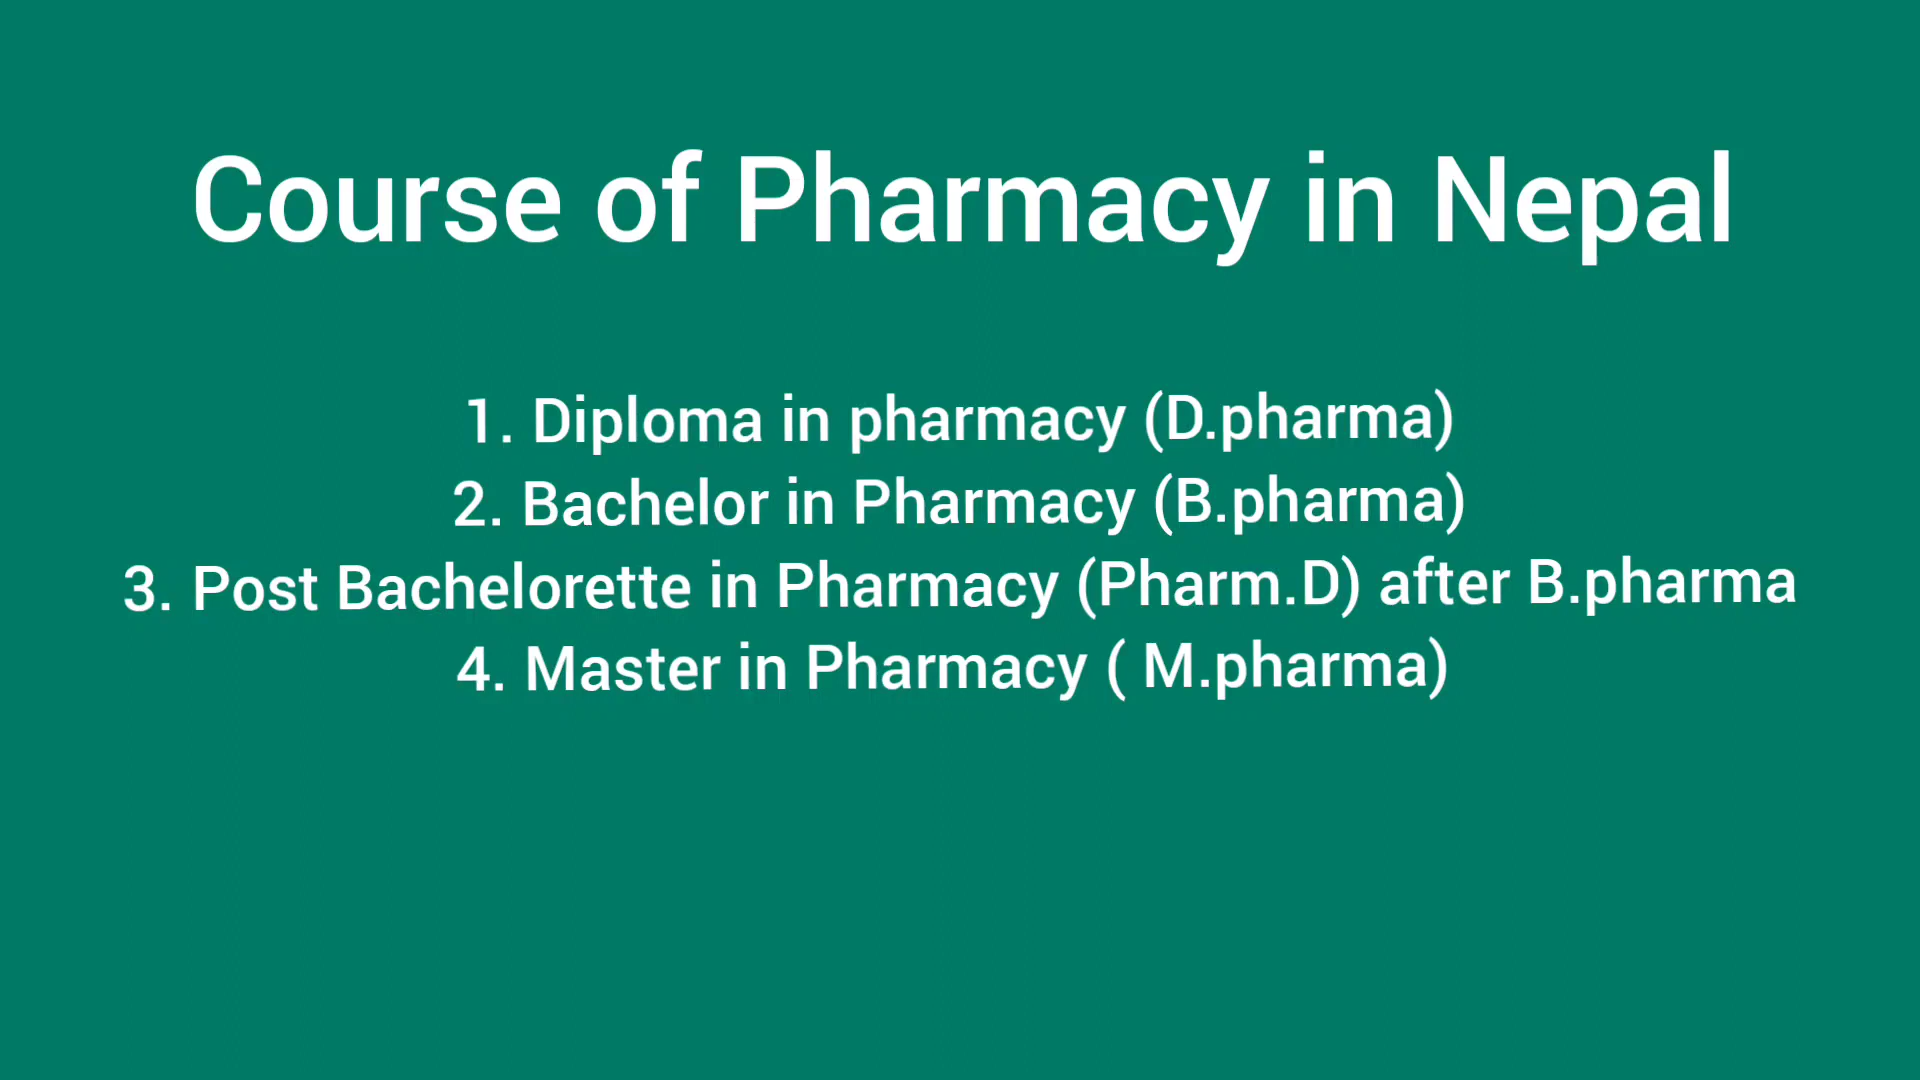 Course of Pharmacy in Nepal
1. Diploma in pharmacy (D.pharma)
2. Bachelor in Pharmacy (B.pharma)
3. Post Bachelorette in Pharmacy (Pharm.D) after B.pharma
4. Master in Pharmacy ( M.pharma)